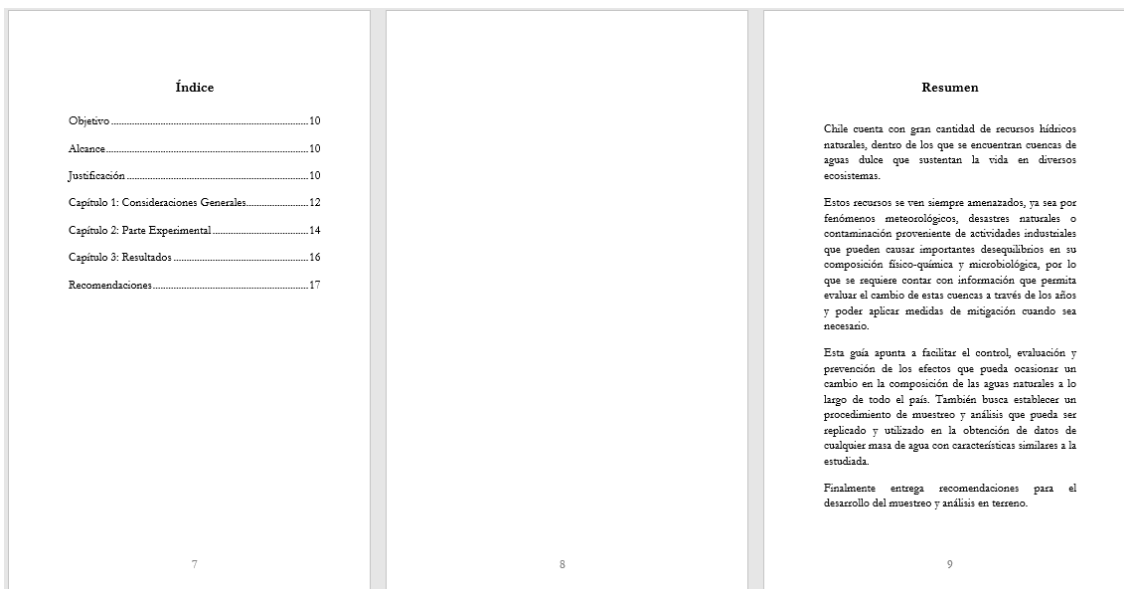 Índice
Objetivo ........................................................................ 10
Alcance ......................................................................... 10
Justificación .................................................................. 10
Capítulo 1: Consideraciones Generales ....................... 12
Capítulo 2: Parte Experimental ................................... 14
Capítulo 3: Resultados ................................................. 16
Recomendaciones ......................................................... 17
7
8
Resumen
Chile cuenta con gran cantidad de recursos hídricos
naturales, dentro de los que se encuentran cuencas de
aguas dulce que sustentan la vida en diversos
ecosistemas.
Estos recursos se ven siempre amenazados, ya sea por
fenómenos meteorológicos, desastres naturales o
contaminación proveniente de actividades industriales
que pueden causar importantes desequilibrios en su
composición físico-química y microbiológica, por lo
que se requiere contar con información que permita
evaluar el cambio de estas cuencas a través de los años
y poder aplicar medidas de mitigación cuando sea
necesario.
Esta guía apunta a facilitar el control, evaluación y
prevención de los efectos que pueda ocasionar un
cambio en la composición de las aguas naturales a lo
largo de todo el país. También busca establecer un
procedimiento de muestreo y análisis que pueda ser
replicado y utilizado en la obtención de datos de
cualquier masa de agua con características similares a la
estudiada.
Finalmente entrega recomendaciones para el
desarrollo del muestreo y análisis en terreno.
9